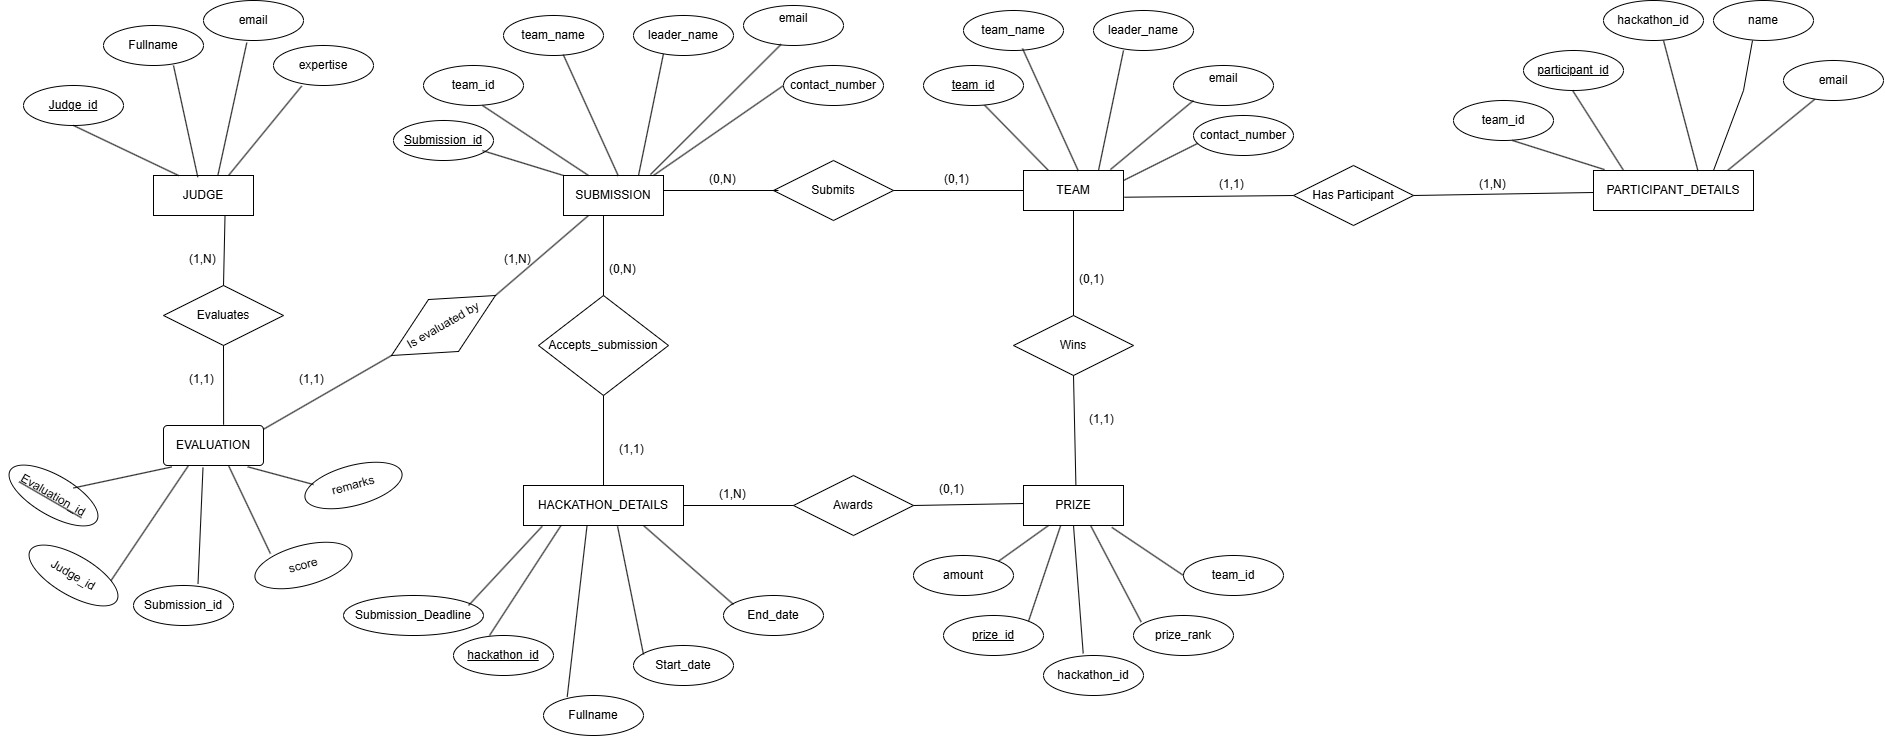 email
Fullname
expertise
Judge_id
JUDGE
team_name
leader_name
email
team_id
contact_number
Submission_id
SUBMISSION
team_name
leader_name
team_id
email
contact_number
TEAM
hackathon_id
name
participant_id
email
team_id
PARTICIPANT_DETAILS
(0,N)
Submits
(0,1)
(1,1)
Has Participant
(1,N)
(1,N)
Evaluates
(1,1)
(1,N)
Is evaluated by
(1,1)
(0,N)
Accepts_submission
(1,1)
(0,1)
Wins
(1,1)
EVALUATION
Evaluation_id
Judge_id
Submission_id
score
remarks
HACKATHON_DETAILS
(1,N)
Awards
(0,1)
PRIZE
Submission_Deadline
hackathon_id
Fullname
Start_date
End_date
amount
prize_id
hackathon_id
prize_rank
team_id